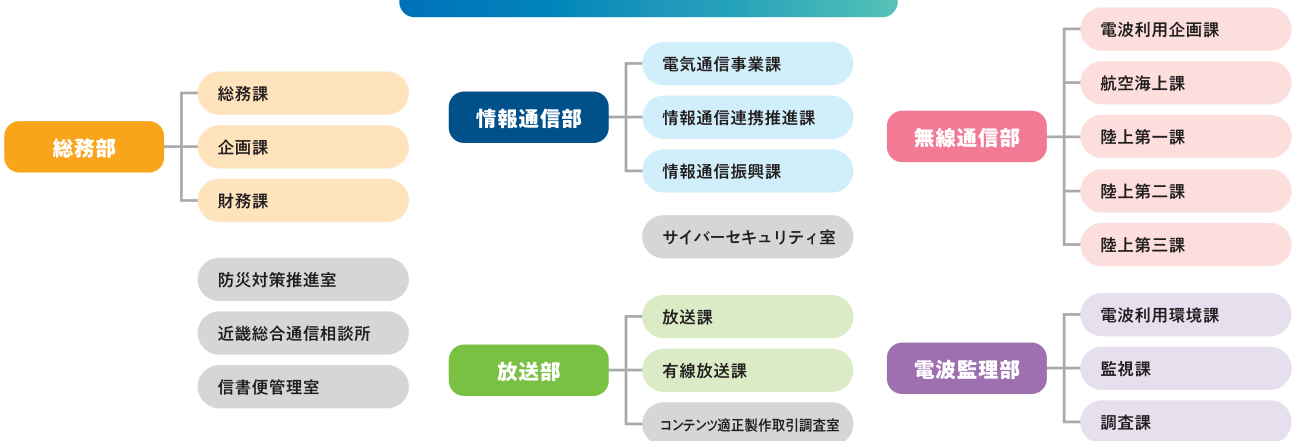 総務部
総務課
企画課
財務課
防災対策推進室
近畿総合通信相談所
信書便管理室
情報通信部
電気通信事業課
情報通信連携推進課
情報通信振興課
サイバーセキュリティ室
放送部
放送課
有線放送課
コンテンツ適正製作取引調査室
無線通信部
電波利用企画課
航空海上課
陸上第一課
陸上第二課
陸上第三課
電波監理部
電波利用環境課
監視課
調査課